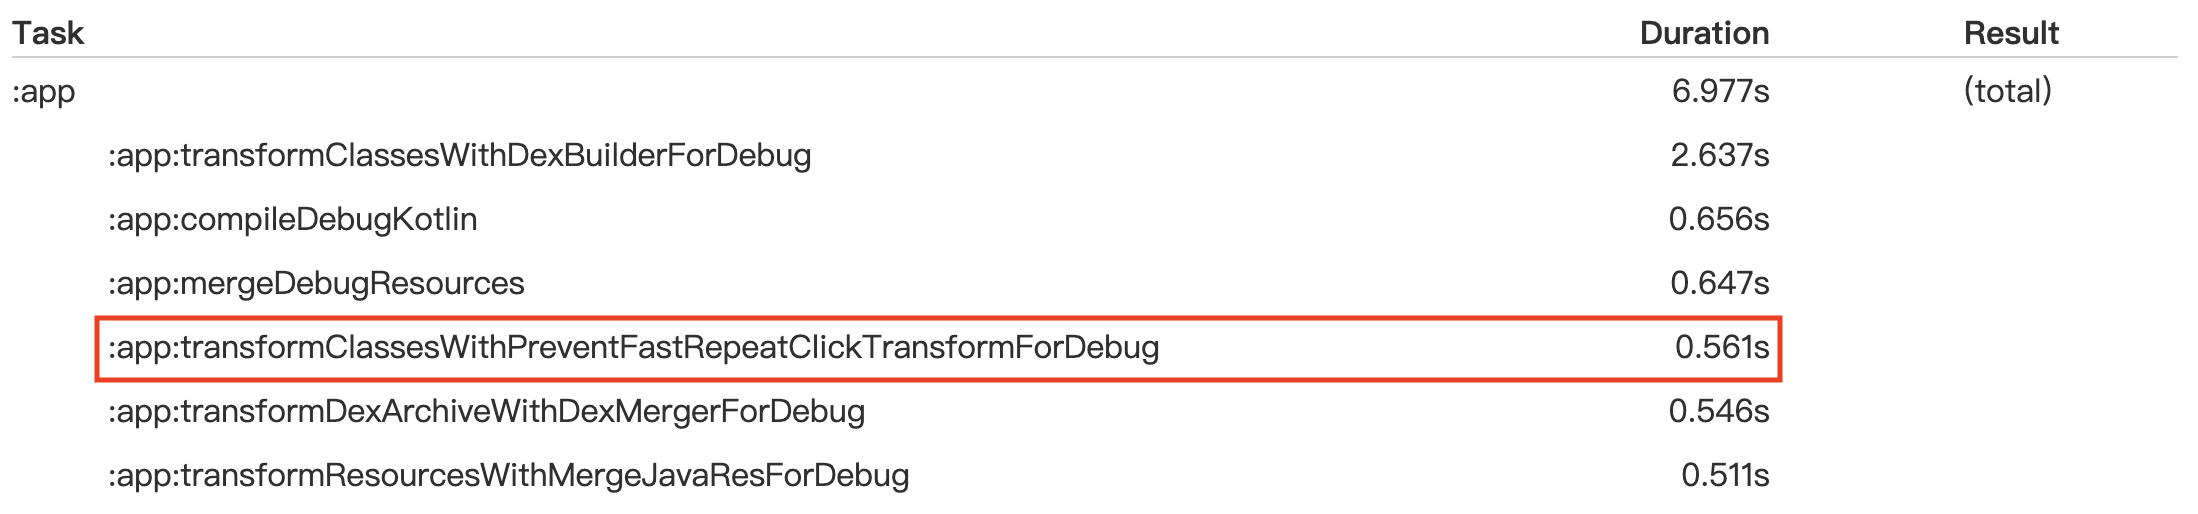 Task Duration Result
:app 6.977s (total)
:app:transformClassesWithDexBuilderForDebug 2.637s
:app:compileDebugKotlin 0.656s
:app:mergeDebugResources 0.647s
:app:transformClassesWithPreventFastRepeatClickTransformForDebug 0.561s
:app:transformDexArchiveWithDexMergerForDebug 0.546s
:app:transformResourcesWithMergeJavaResForDebug 0.511s